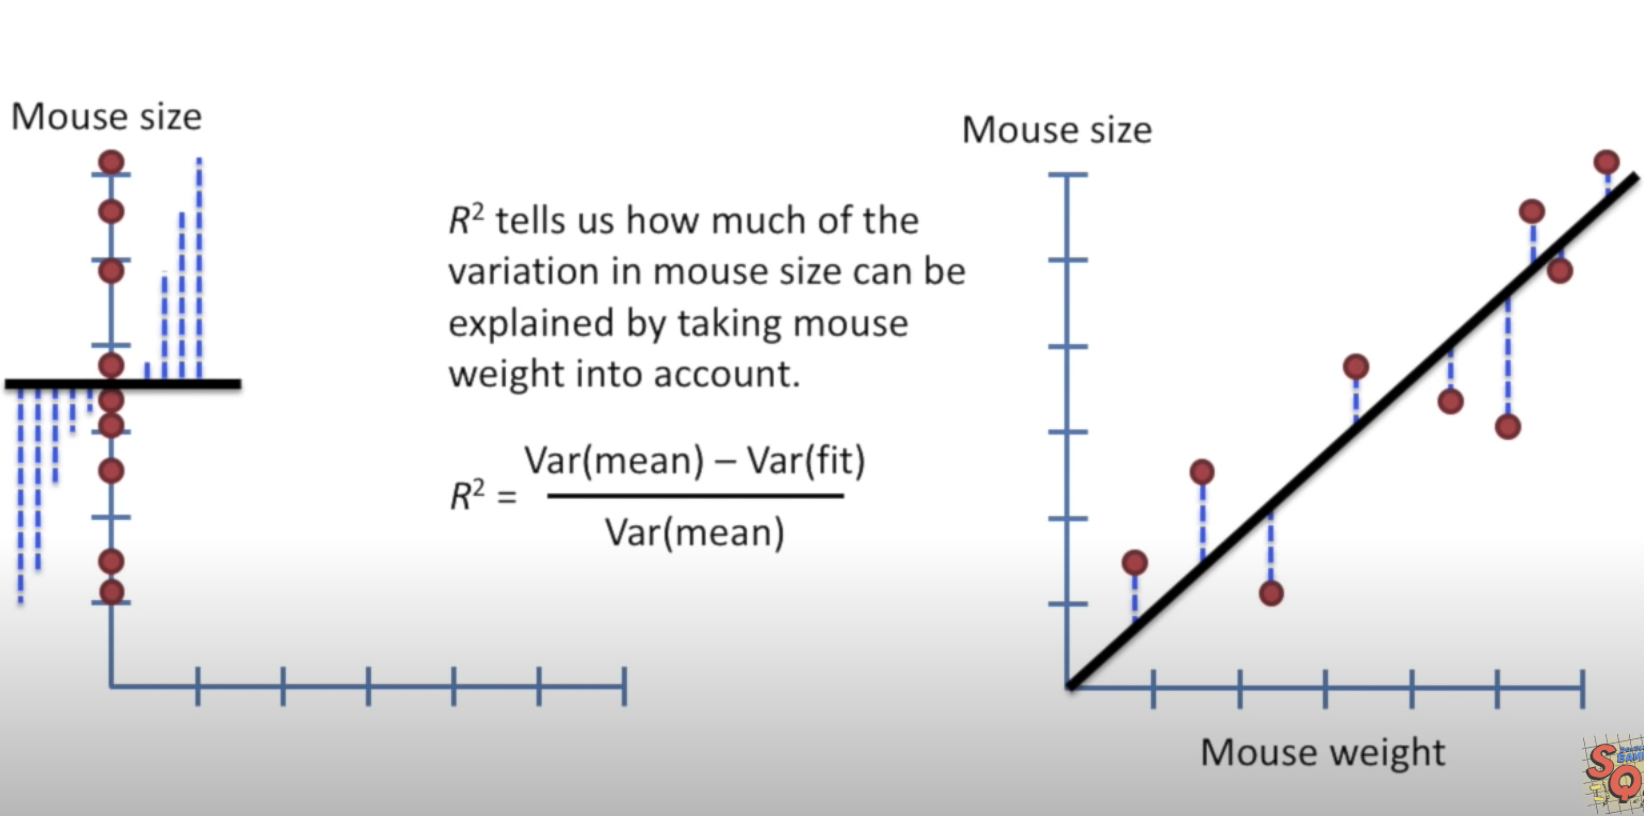 Mouse size
R² tells us how much of the
variation in mouse size can be
explained by taking mouse
weight into account.
R² = Var(mean) – Var(fit)
Var(mean)
Mouse size
Mouse weight
SQ